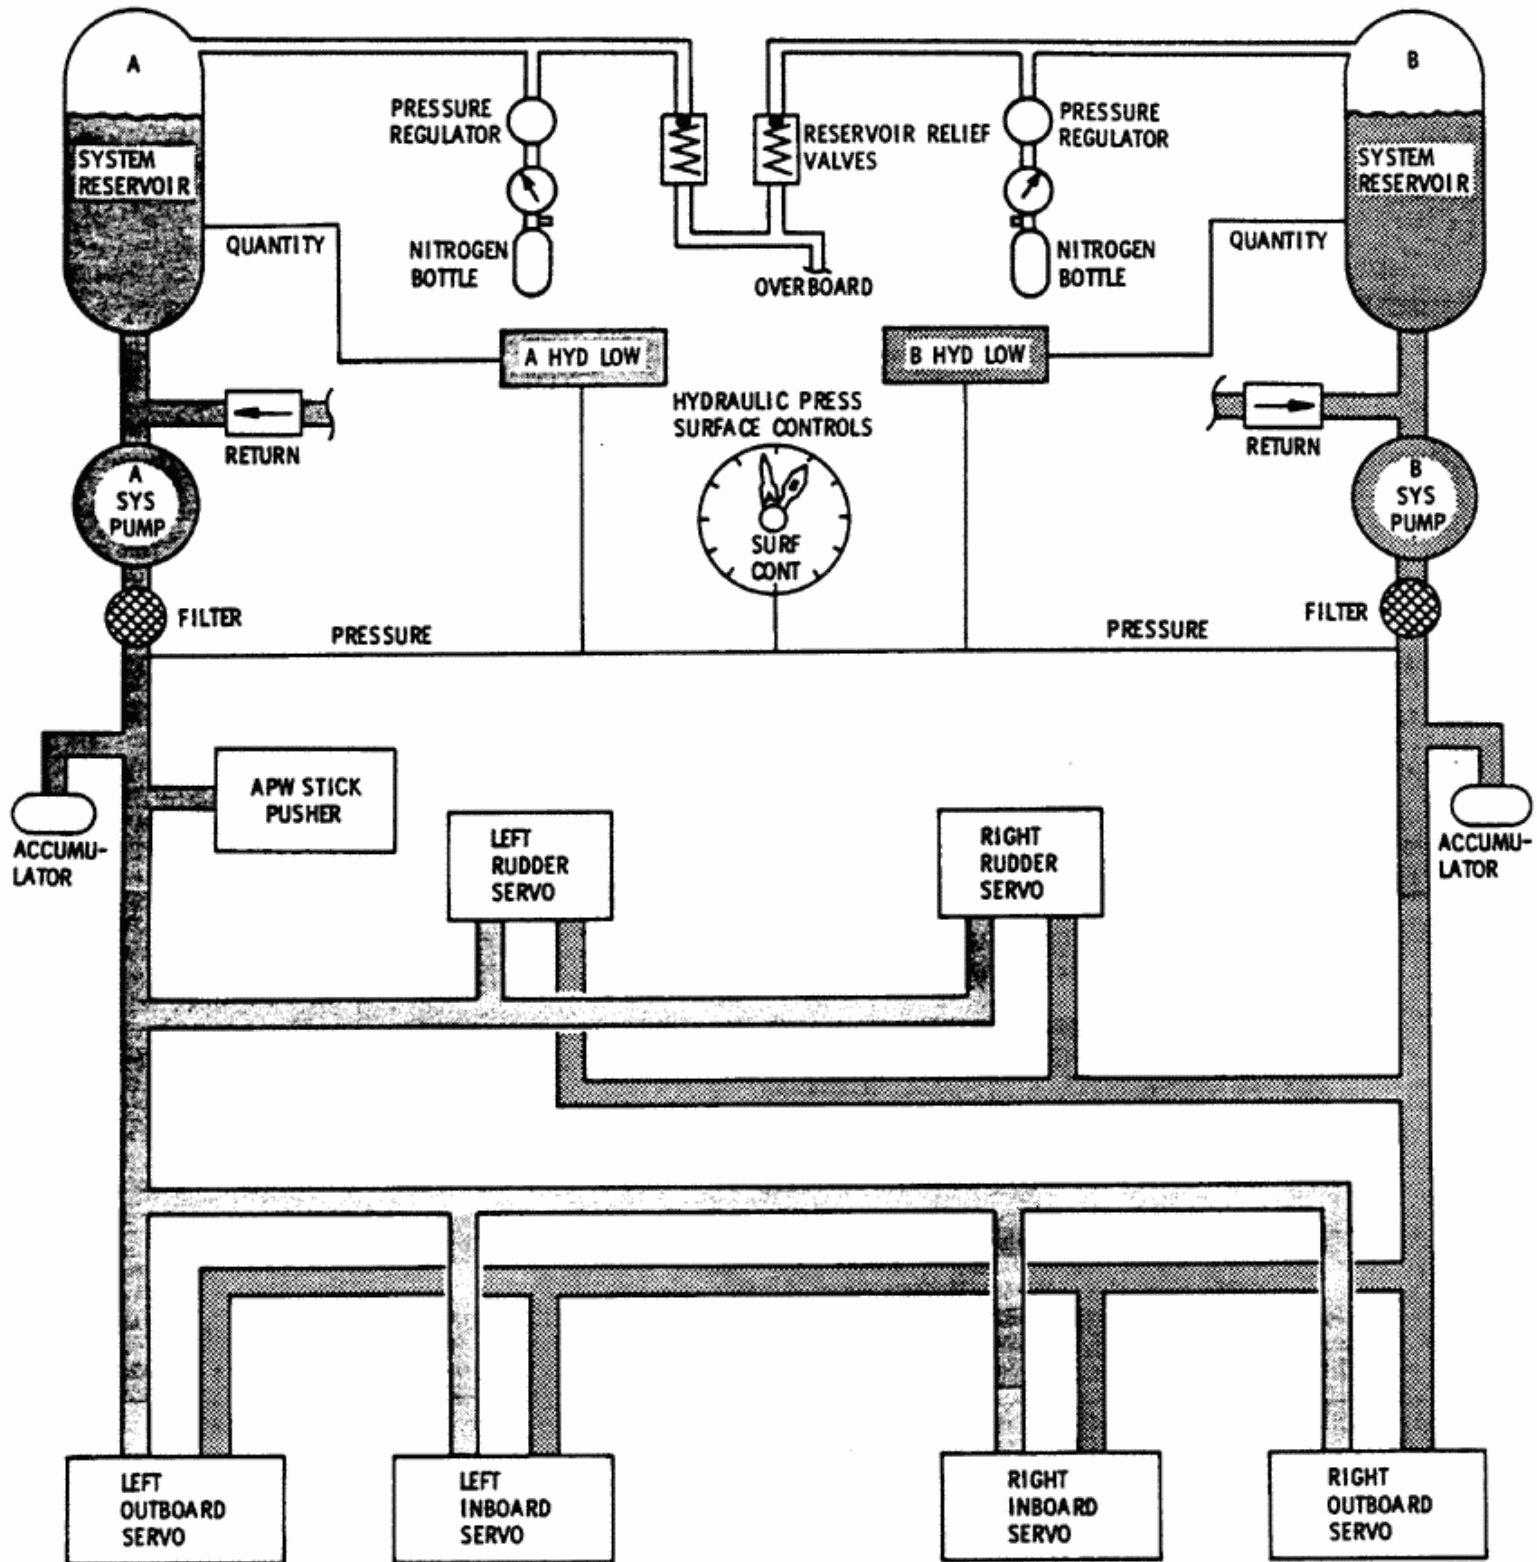 A
B
PRESSURE
REGULATOR
RESERVOIR RELIEF
VALVES
PRESSURE
REGULATOR
SYSTEM
RESERVOIR
SYSTEM
RESERVOIR
QUANTITY
NITROGEN
BOTTLE
OVERBOARD
NITROGEN
BOTTLE
QUANTITY
A HYD LOW
B HYD LOW
HYDRAULIC PRESS
SURFACE CONTROLS
RETURN
RETURN
A
SYS
PUMP
SURF
CONT
B
SYS
PUMP
FILTER
FILTER
PRESSURE
PRESSURE
APW STICK
PUSHER
ACCUMU-
LATOR
LEFT
RUDDER
SERVO
RIGHT
RUDDER
SERVO
ACCUMU-
LATOR
LEFT
OUTBOARD
SERVO
LEFT
INBOARD
SERVO
RIGHT
INBOARD
SERVO
RIGHT
OUTBOARD
SERVO